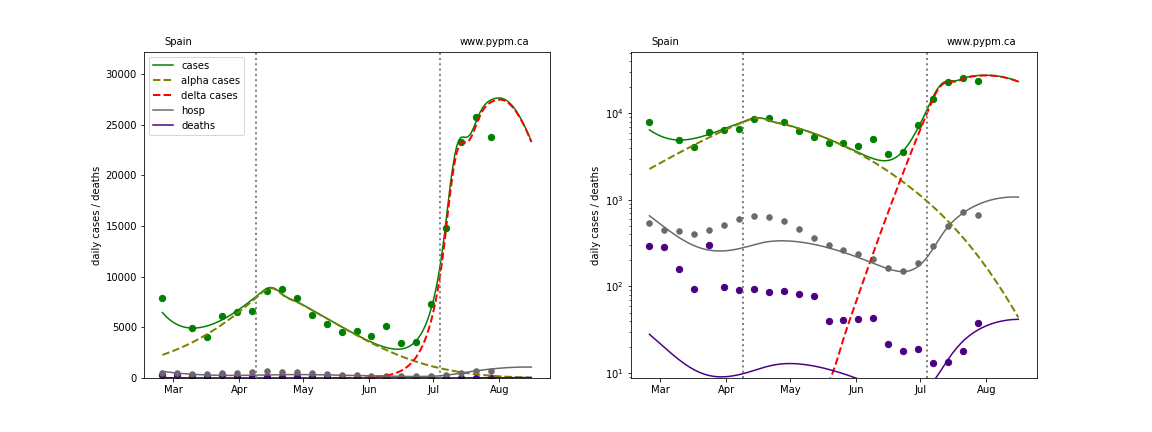 Spain www.pypm.ca
cases
alpha cases
delta cases
hosp
deaths
daily cases / deaths
30000
25000
20000
15000
10000
5000
0
Mar Apr May Jun Jul Aug
Spain www.pypm.ca
daily cases / deaths
10⁴
10³
10²
10¹
Mar Apr May Jun Jul Aug